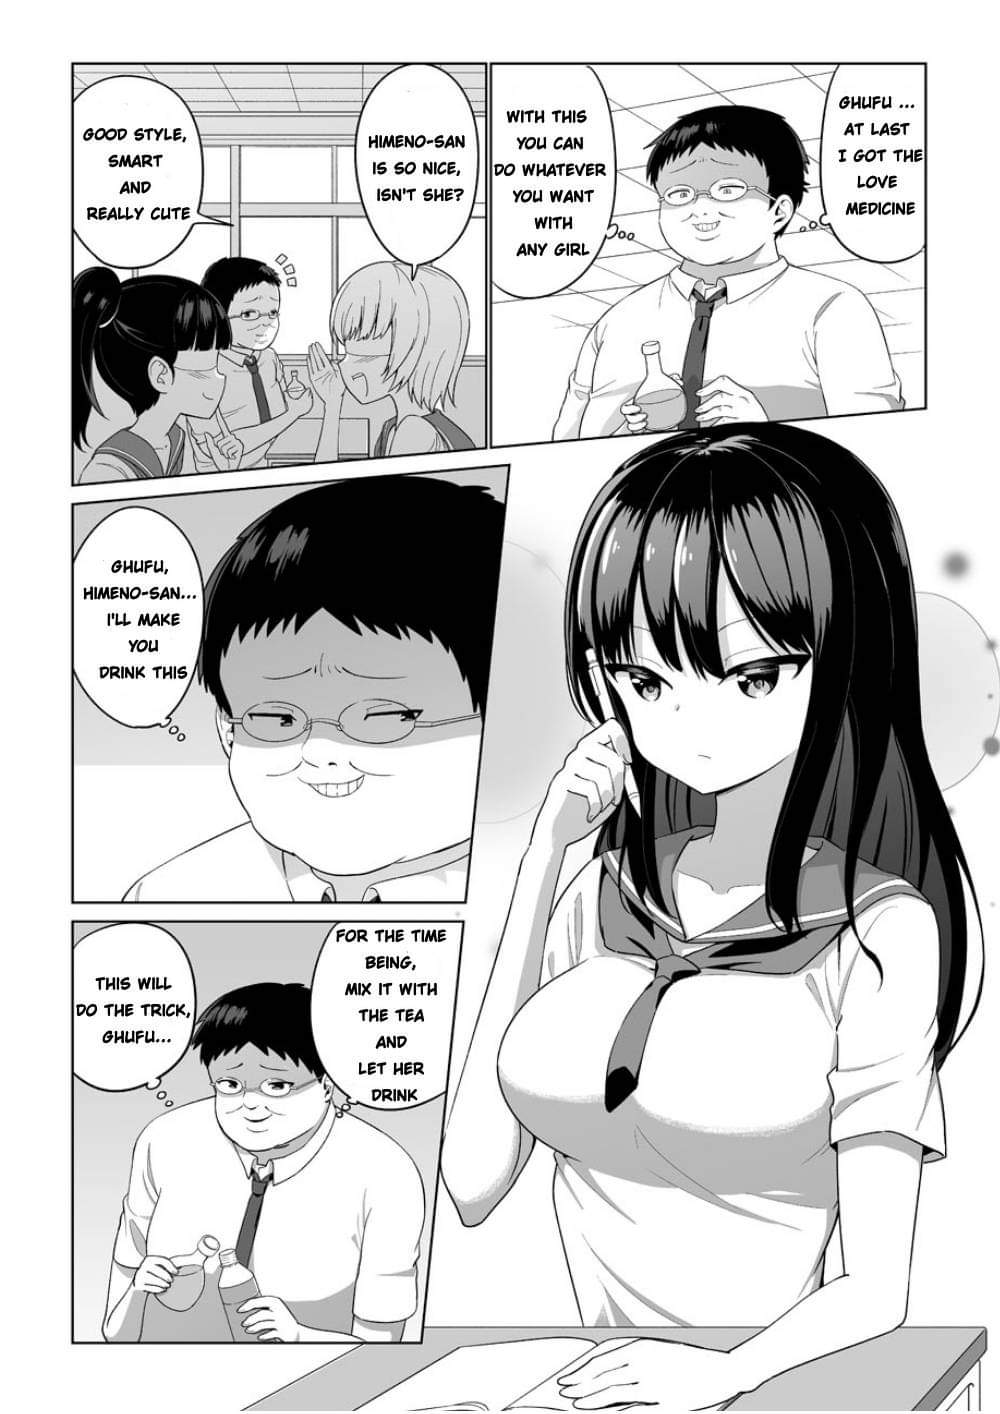 GHUFU ...
AT LAST
I GOT THE
LOVE
MEDICINE
WITH THIS
YOU CAN
DO WHATEVER
YOU WANT
WITH
ANY GIRL
HIMENO-SAN
IS SO NICE,
ISN'T SHE?
GOOD STYLE,
SMART
AND
REALLY CUTE
GHUFU,
HIMENO-SAN...
I'LL MAKE
YOU
DRINK THIS
FOR THE TIME
BEING,
MIX IT WITH
THE TEA
AND
LET HER
DRINK
THIS WILL
DO THE TRICK,
GHUFU...